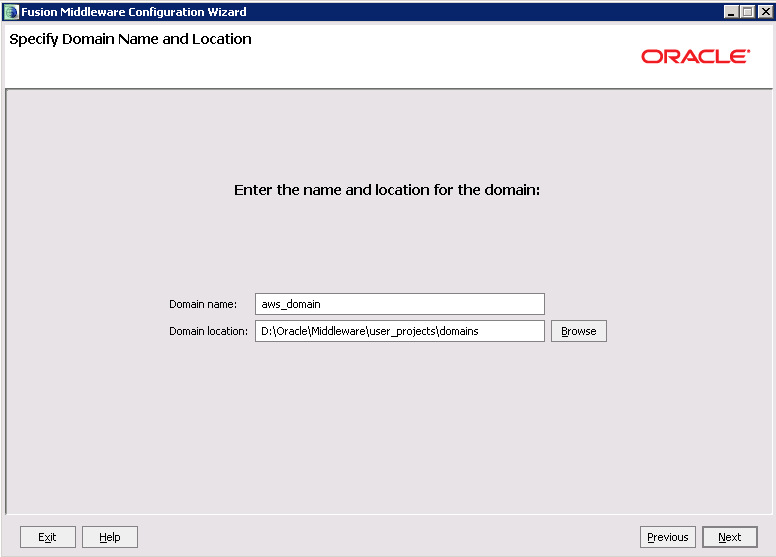 Fusion Middleware Configuration Wizard
Specify Domain Name and Location
ORACLE
Enter the name and location for the domain:
Domain name: aws_domain
Domain location: D:\Oracle\Middleware\user_projects\domains Browse
Exit Help Previous Next